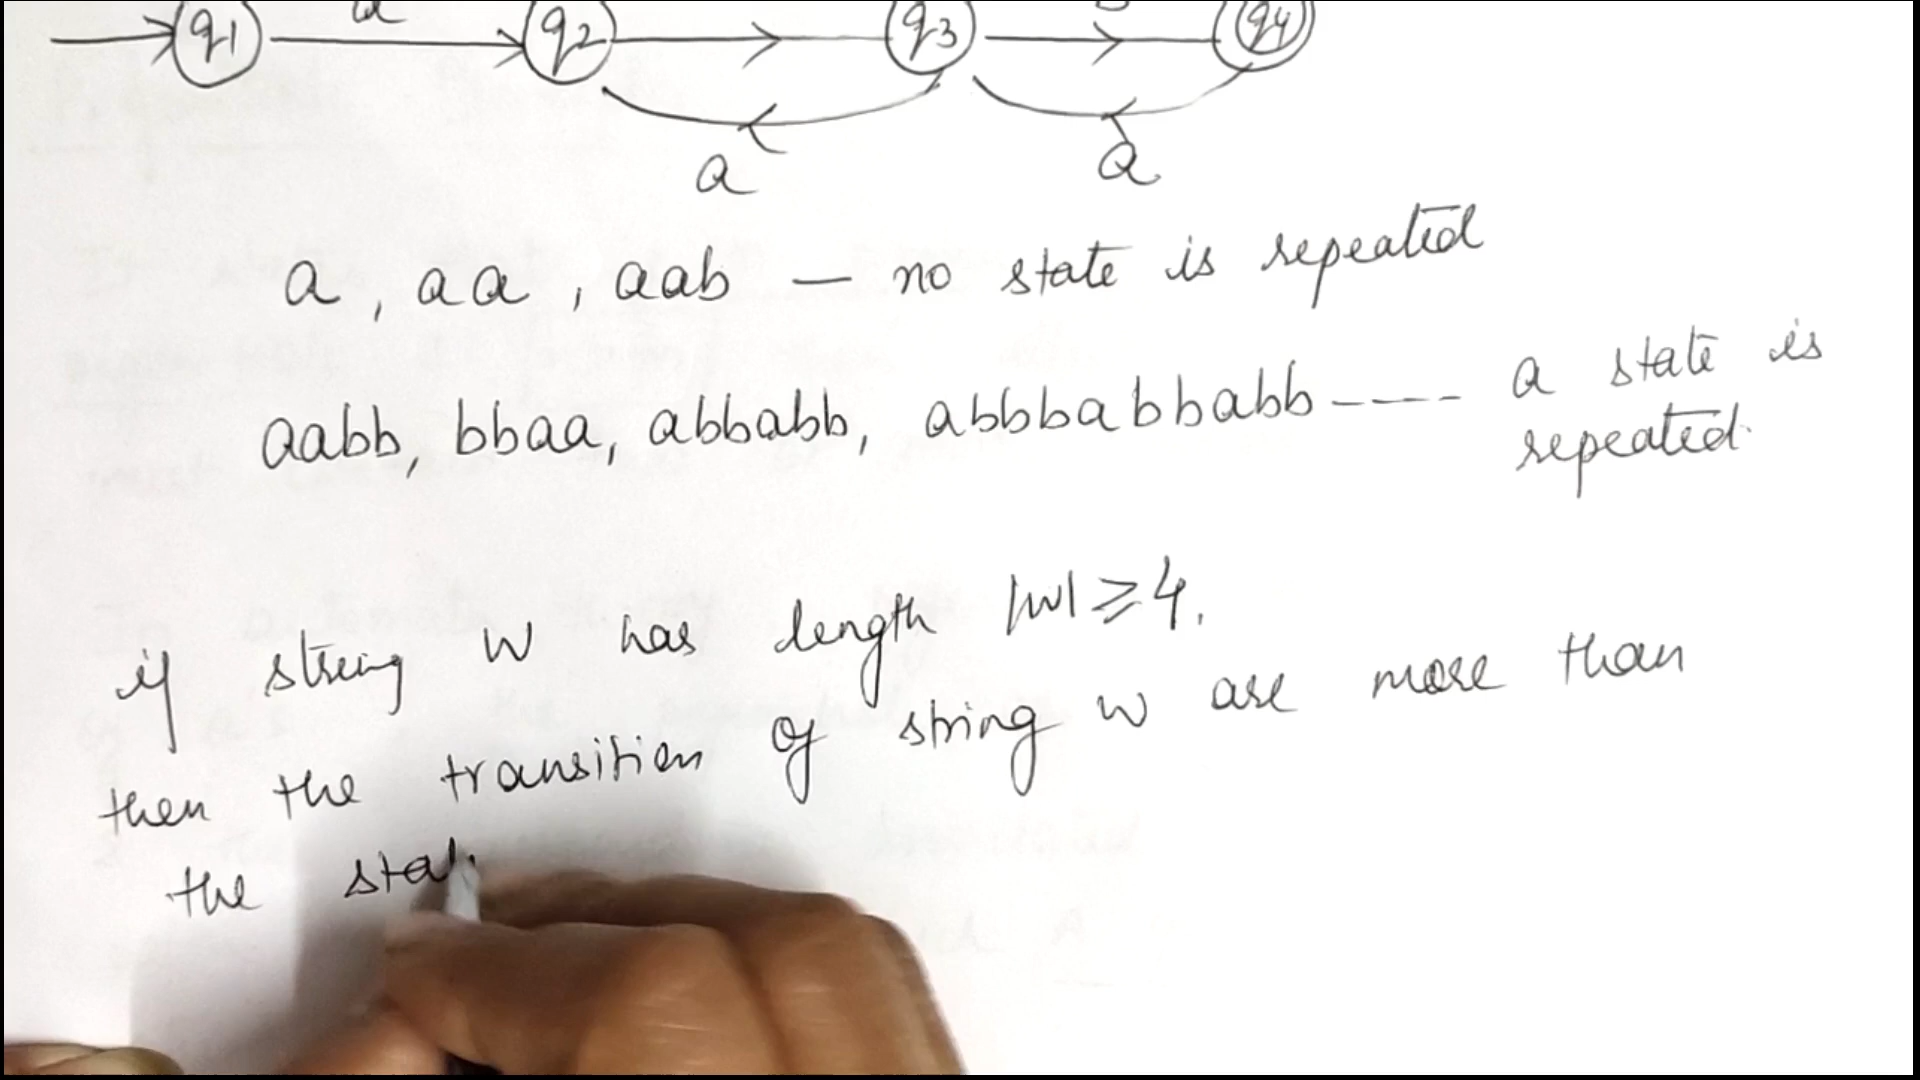 a
q1 q2 q3 q4
a a
a, aa, aab — no state is repeated
aabb, bbaa, abbabb, abbbabbabb ---- a state is
repeated.
if string w has length |w| ≥ 4.
then the transition of string w are more than
the stat